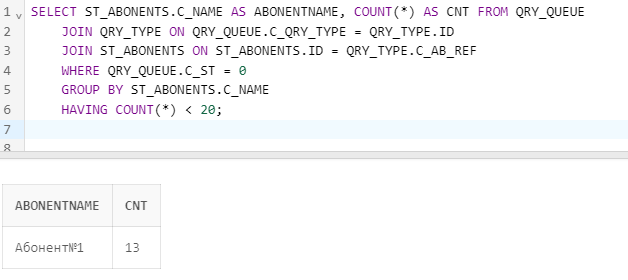 1 SELECT ST_ABONENTS.C_NAME AS ABONENTNAME, COUNT(*) AS CNT FROM QRY_QUEUE
2 JOIN QRY_TYPE ON QRY_QUEUE.C_QRY_TYPE = QRY_TYPE.ID
3 JOIN ST_ABONENTS ON ST_ABONENTS.ID = QRY_TYPE.C_AB_REF
4 WHERE QRY_QUEUE.C_ST = 0
5 GROUP BY ST_ABONENTS.C_NAME
6 HAVING COUNT(*) < 20;
7
8
ABONENTNAME CNT
Абонент№1 13